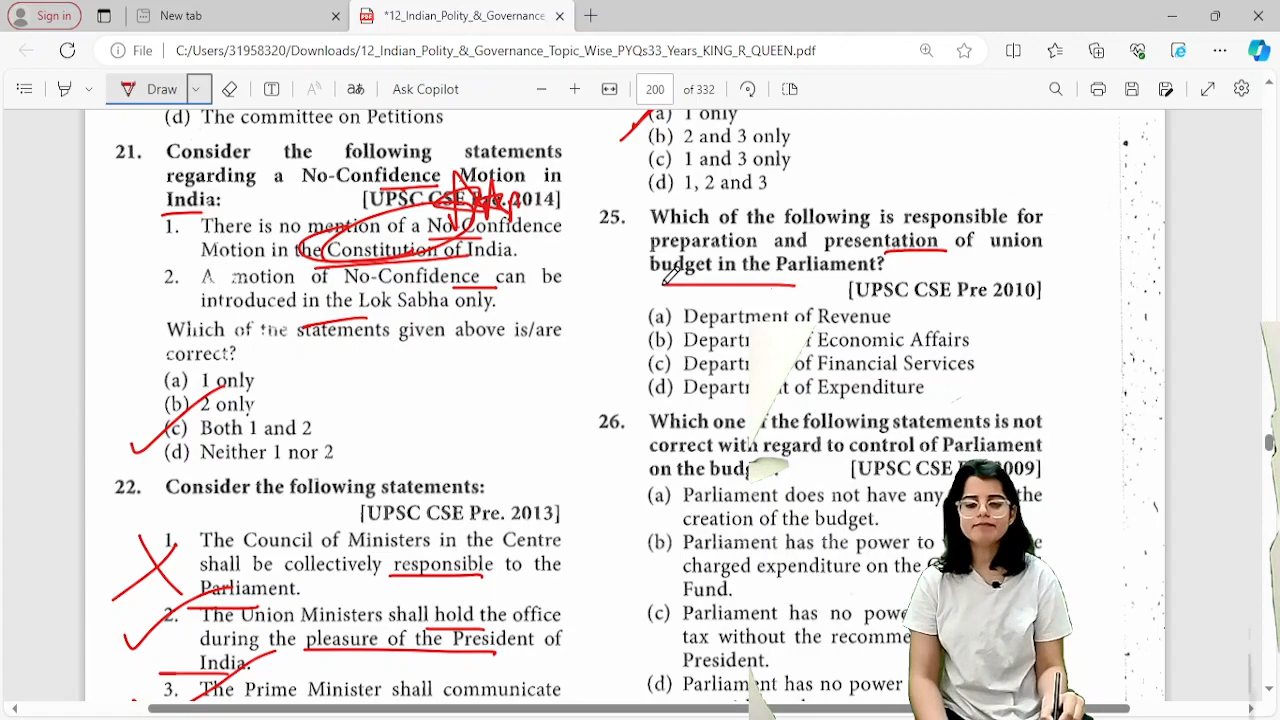 Sign in
New tab
*12_Indian_Polity_&_Governance
File
C:/Users/31958320/Downloads/12_Indian_Polity_&_Governance_Topic_Wise_PYQs33_Years_KING_R_QUEEN.pdf
Draw
Ask Copilot
200
of 332
(d) The committee on Petitions
21. Consider the following statements
regarding a No-Confidence Motion in
India: [UPSC CSE Pre. 2014]
1. There is no mention of a No-Confidence
Motion in the Constitution of India.
2. A motion of No-Confidence can be
introduced in the Lok Sabha only.
Which of the statements given above is/are
correct?
(a) 1 only
(b) 2 only
(c) Both 1 and 2
(d) Neither 1 nor 2
22. Consider the following statements:
[UPSC CSE Pre. 2013]
1. The Council of Ministers in the Centre
shall be collectively responsible to the
Parliament.
2. The Union Ministers shall hold the office
during the pleasure of the President of
India.
3. The Prime Minister shall communicate
(a) 1 only
(b) 2 and 3 only
(c) 1 and 3 only
(d) 1, 2 and 3
25. Which of the following is responsible for
preparation and presentation of union
budget in the Parliament?
[UPSC CSE Pre 2010]
(a) Department of Revenue
(b) Departm f Economic Affairs
(c) Departm of Financial Services
(d) Departm t of Expenditure
26. Which one f the following statements is not
correct with regard to control of Parliament
on the budg [UPSC CSE 2009]
(a) Parliament does not have any the
creation of the budget.
(b) Parliament has the power to e
charged expenditure on the
Fund.
(c) Parliament has no powe
tax without the recomme
President.
(d) Parliament has no power